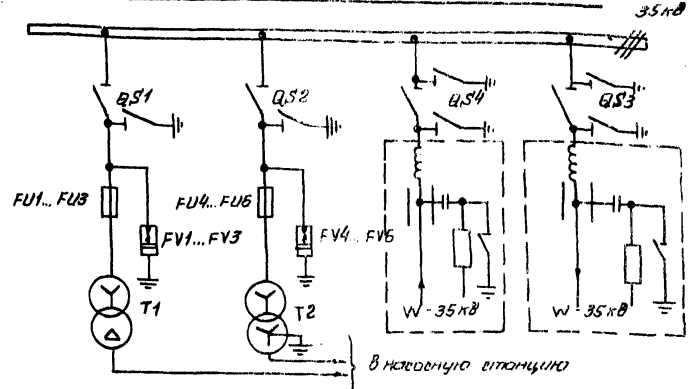 35кВ
QS1
QS2
QS4
QS3
FU1...FU3
FU4...FU6
FV1...FV3
FV4...FV6
T1
T2
W-35кВ
W-35кВ
В насосную станцию